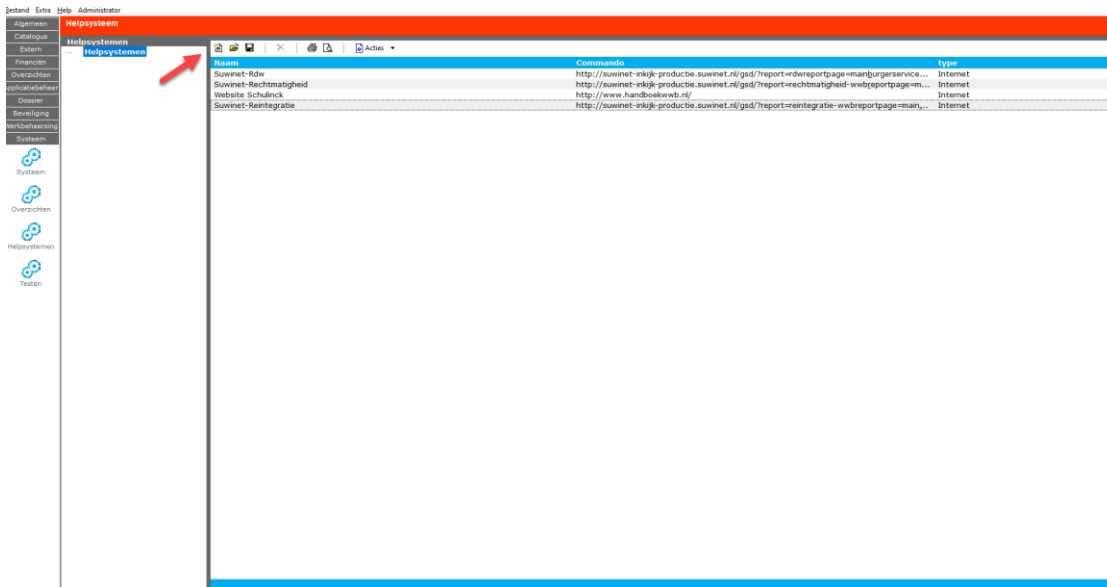 Bestand Extra Help Administrator
Algemeen
Catalogus
Extern
Financiën
Overzichten
Applicatiebeheer
Dossier
Beveiliging
Werkbeheersing
Systeem
Systeem
Overzichten
Helpsystemen
Testen
Helpsysteem
Helpsystemen
Helpsystemen
Acties
Naam Commando type
Suwinet-Rdw http://suwinet-inkijk-productie.suwinet.nl/gsd/?report=rdwreportpage=mainburgerservice... Internet
Suwinet-Rechtmatigheid http://suwinet-inkijk-productie.suwinet.nl/gsd/?report=rechtmatigheid-wwbreportpage=m... Internet
Website Schulinck http://www.handboekwwb.nl/ Internet
Suwinet-Reintegratie http://suwinet-inkijk-productie.suwinet.nl/gsd/?report=reintegratie-wwbreportpage=main,... Internet